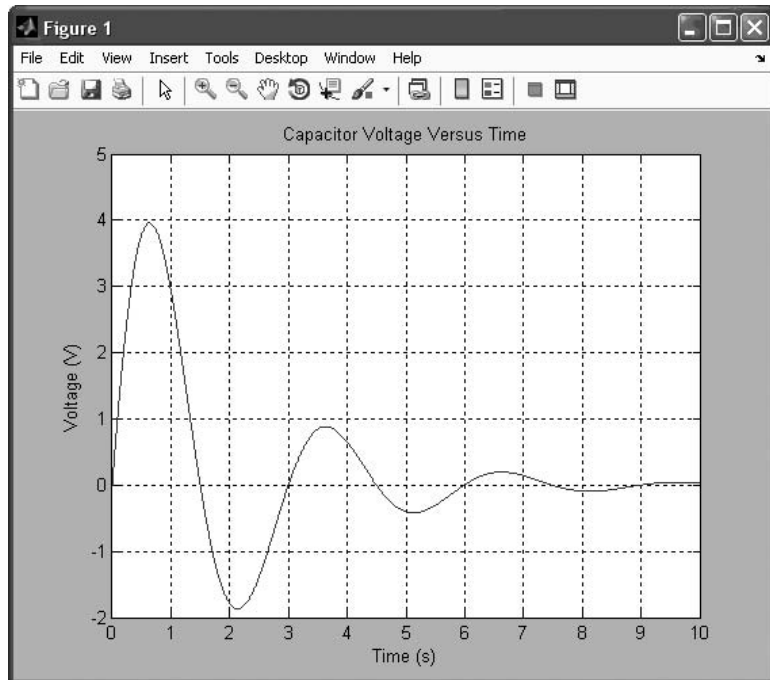 Figure 1
File Edit View Insert Tools Desktop Window Help
Capacitor Voltage Versus Time
5
4
3
2
1
0
-1
-2
Voltage (V)
0 1 2 3 4 5 6 7 8 9 10
Time (s)